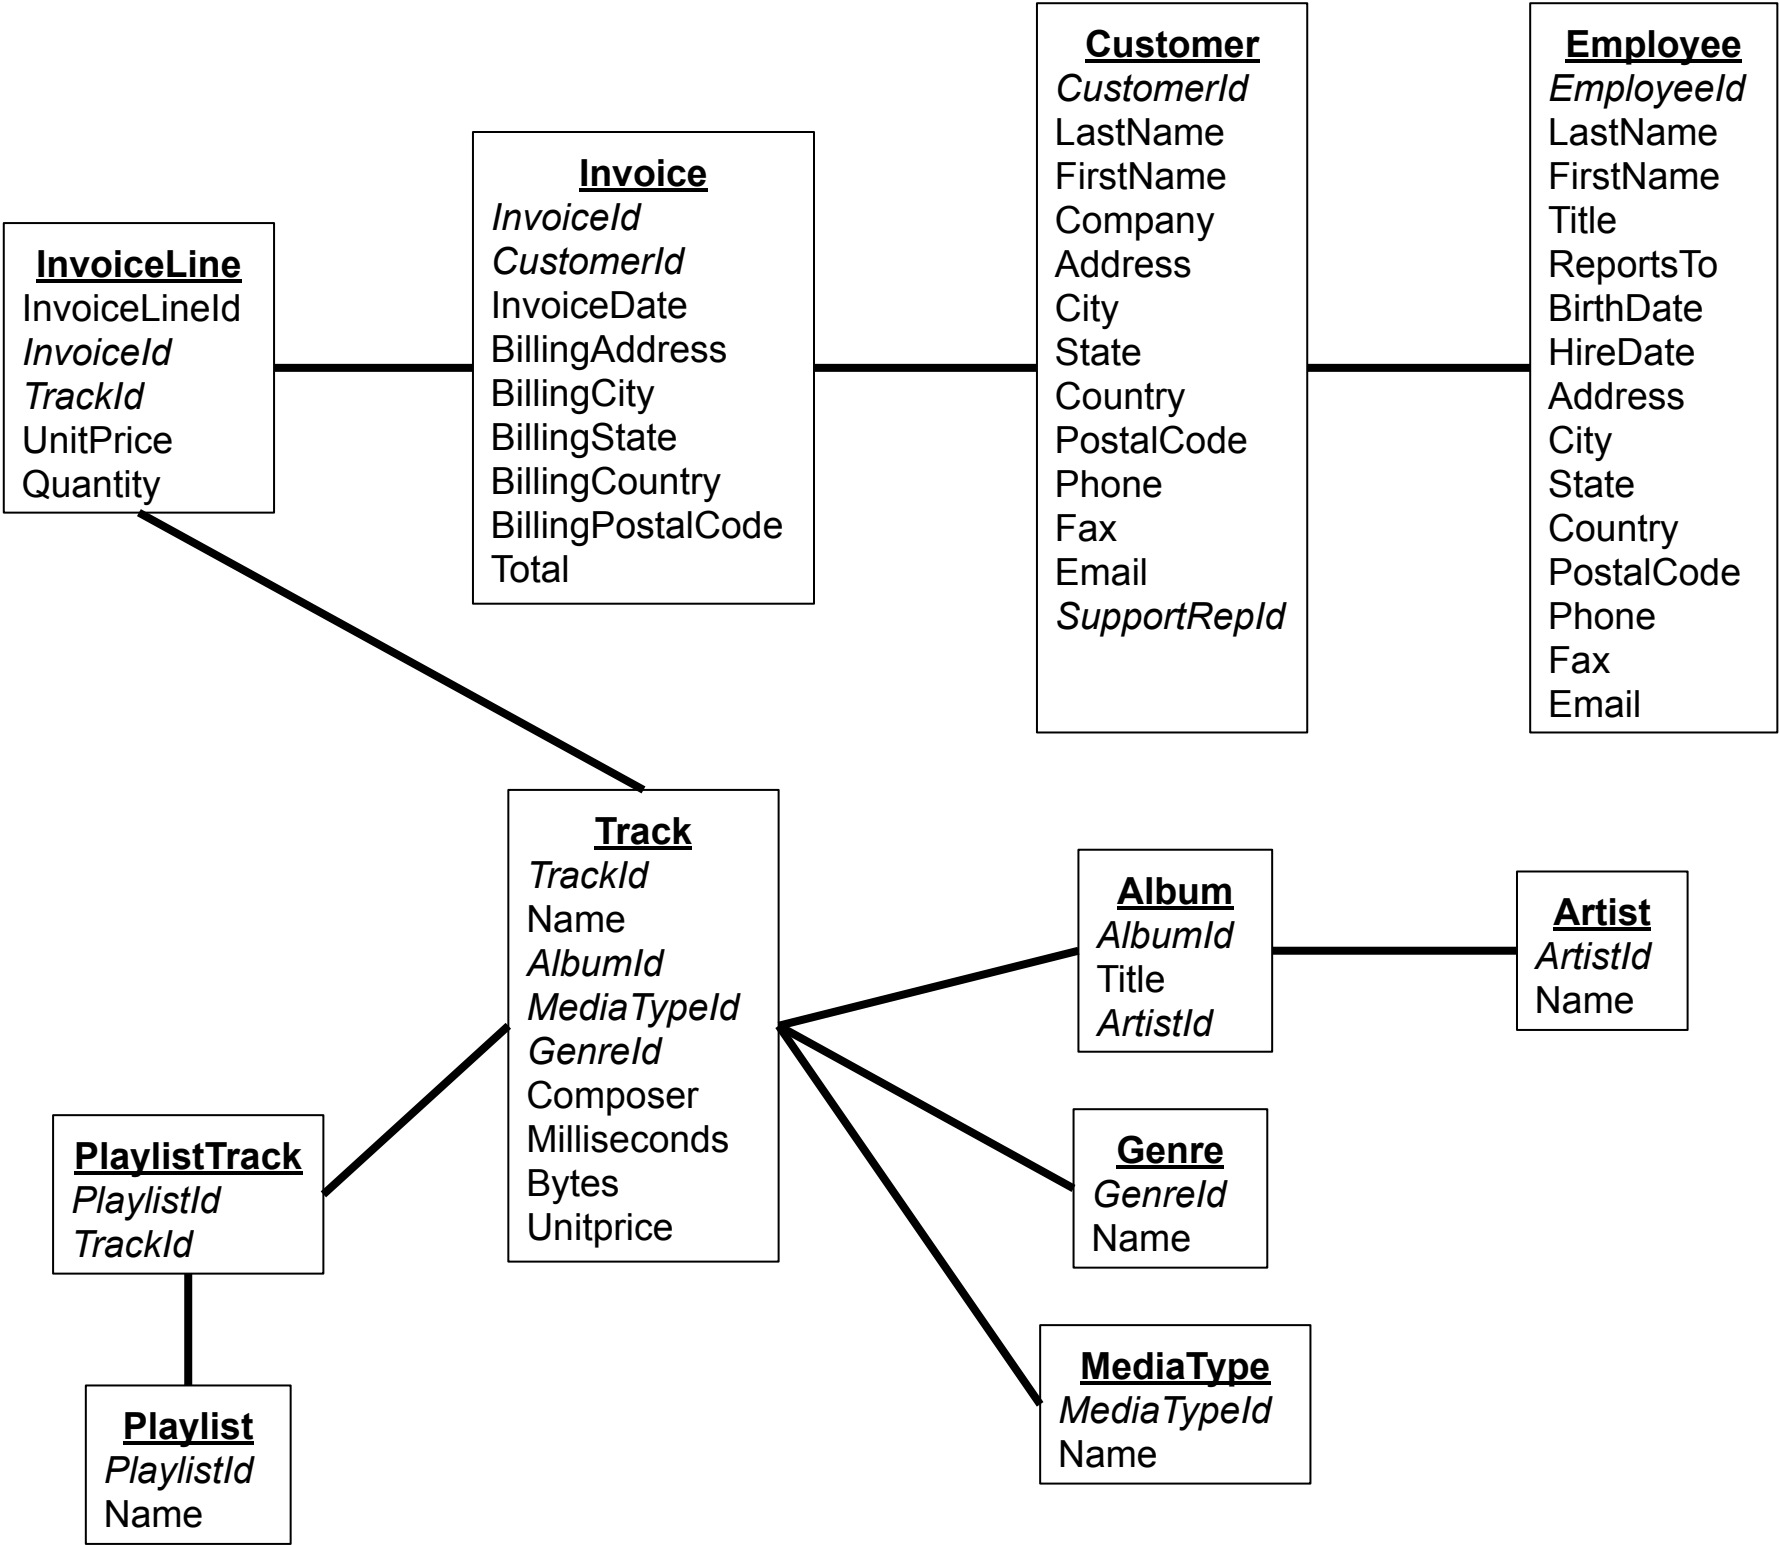 Customer
CustomerId
LastName
FirstName
Company
Address
City
State
Country
PostalCode
Phone
Fax
Email
SupportRepId
Employee
EmployeeId
LastName
FirstName
Title
ReportsTo
BirthDate
HireDate
Address
City
State
Country
PostalCode
Phone
Fax
Email
Invoice
InvoiceId
CustomerId
InvoiceDate
BillingAddress
BillingCity
BillingState
BillingCountry
BillingPostalCode
Total
InvoiceLine
InvoiceLineId
InvoiceId
TrackId
UnitPrice
Quantity
Track
TrackId
Name
AlbumId
MediaTypeId
GenreId
Composer
Milliseconds
Bytes
Unitprice
Album
AlbumId
Title
ArtistId
Artist
ArtistId
Name
Genre
GenreId
Name
PlaylistTrack
PlaylistId
TrackId
MediaType
MediaTypeId
Name
Playlist
PlaylistId
Name